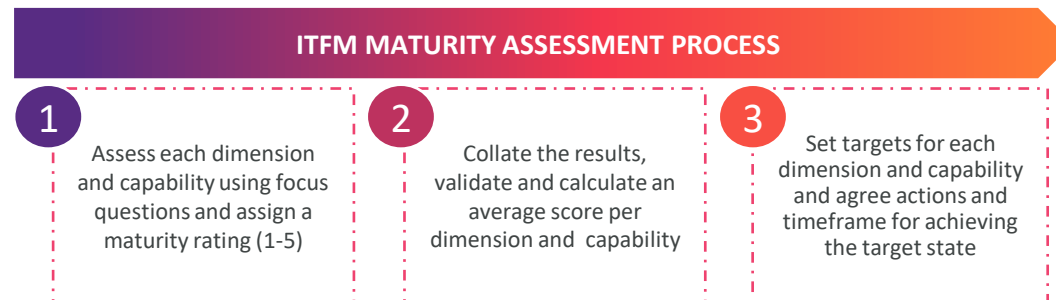 ITFM MATURITY ASSESSMENT PROCESS
1
Assess each dimension
and capability using focus
questions and assign a
maturity rating (1-5)
2
Collate the results,
validate and calculate an
average score per
dimension and capability
3
Set targets for each
dimension and capability
and agree actions and
timeframe for achieving
the target state